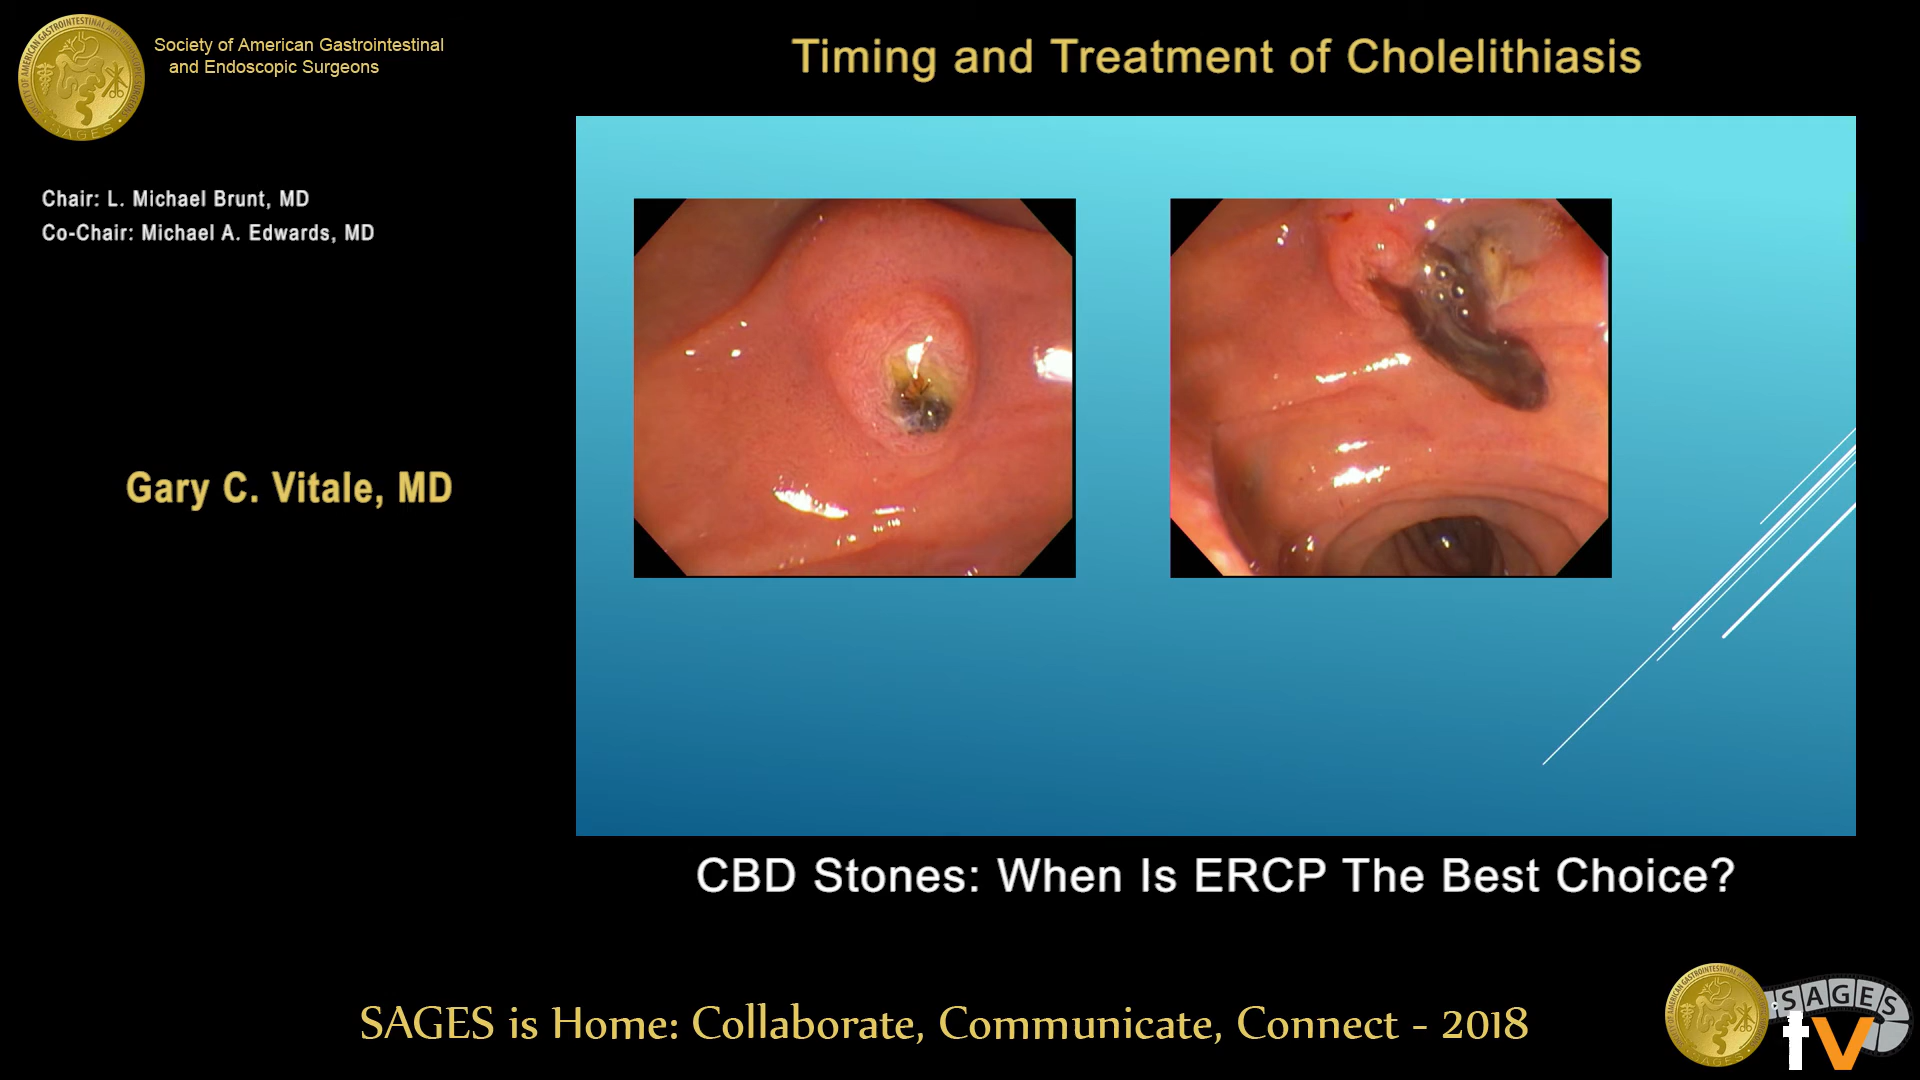 Society of American Gastrointestinal
and Endoscopic Surgeons
Timing and Treatment of Cholelithiasis
Chair: L. Michael Brunt, MD
Co-Chair: Michael A. Edwards, MD
Gary C. Vitale, MD
CBD Stones: When Is ERCP The Best Choice?
SAGES is Home: Collaborate, Communicate, Connect - 2018
SAGES
tv